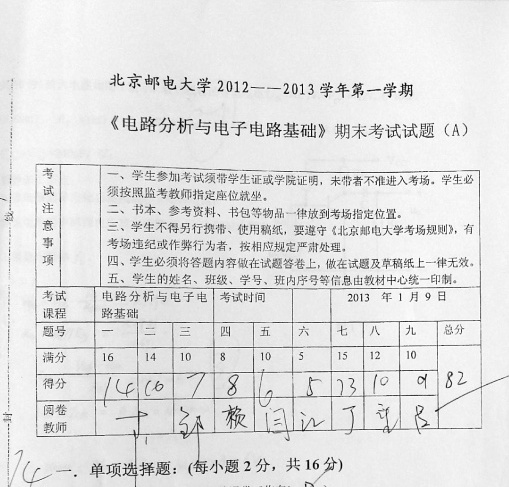 北京邮电大学2012——2013学年第一学期
《电路分析与电子电路基础》期末考试试题（A）
考试注意事项
一、学生参加考试须带学生证或学院证明，未带者不准进入考场。学生必
须按照监考教师指定座位就坐。
二、书本、参考资料、书包等物品一律放到考场指定位置。
三、学生不得另行携带、使用稿纸，要遵守《北京邮电大学考场规则》，有
考场违纪或作弊行为者，按相应规定严肃处理。
四、学生必须将答题内容做在试题答卷上，做在试题及草稿纸上一律无效。
五、学生的姓名、班级、学号、班内序号等信息由教材中心统一印制。
考试课程 电路分析与电子电路基础 考试时间 2013 年 1 月 9 日
题号 一 二 三 四 五 六 七 八 九 总分
满分 16 14 10 8 10 5 15 12 10
得分 14 10 7 8 6 5 13 10 9 82
阅卷教师 邹 赖 闫 江 丁
14 一．单项选择题：(每小题 2 分，共 16 分)